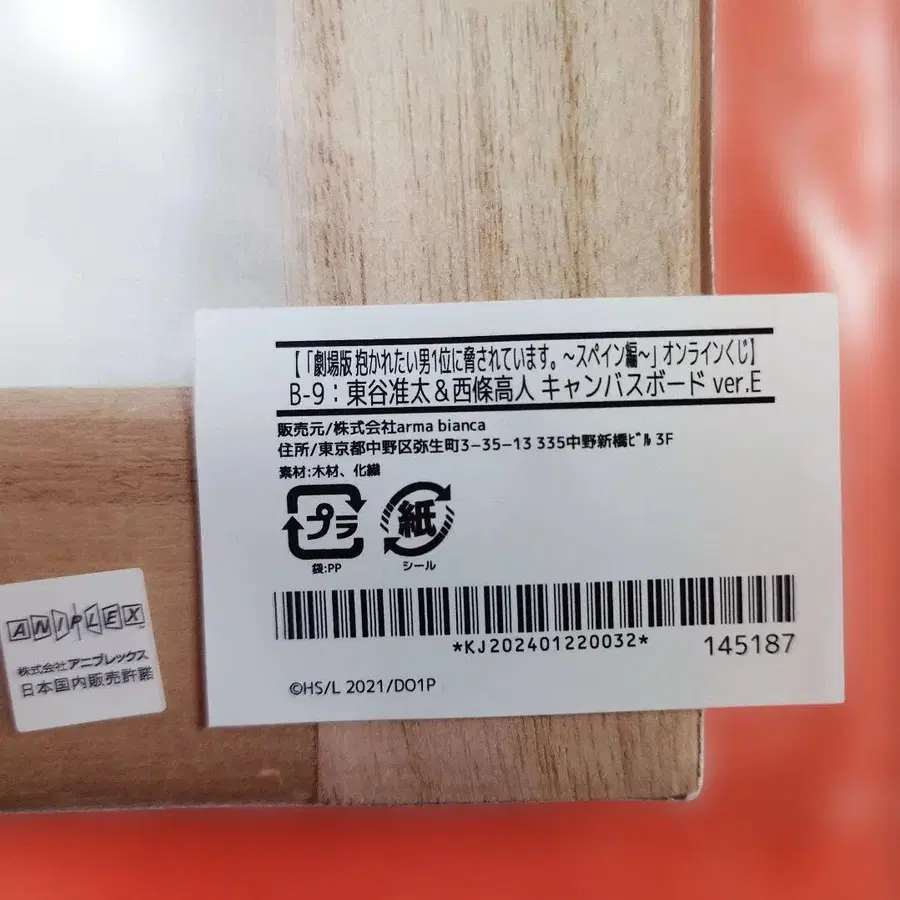 【「劇場版 抱かれたい男1位に脅されています。～スペイン編～」オンラインくじ】
B-9：東谷准太＆西條高人 キャンバスボード ver.E
販売元/株式会社arma bianca
住所/東京都中野区弥生町3-35-13 335中野新橋ﾋﾞﾙ 3F
素材:木材、化繊
プラ
紙
袋:PP
シール
*KJ202401220032*
145187
©HS/L 2021/DO1P
ANIPLEX
株式会社アニプレックス
日本国内販売許諾